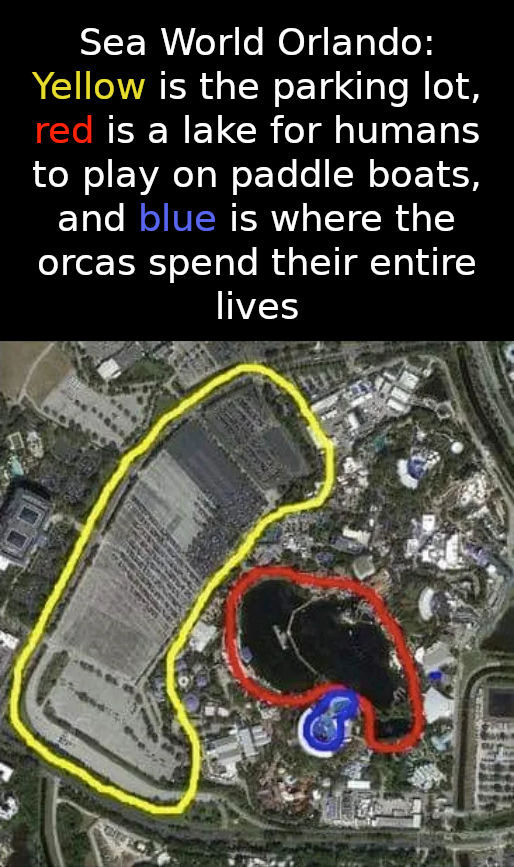 Sea World Orlando:
Yellow is the parking lot,
red is a lake for humans
to play on paddle boats,
and blue is where the
orcas spend their entire
lives